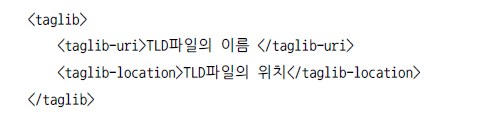 <taglib>
<taglib-uri>TLD파일의 이름 </taglib-uri>
<taglib-location>TLD파일의 위치</taglib-location>
</taglib>